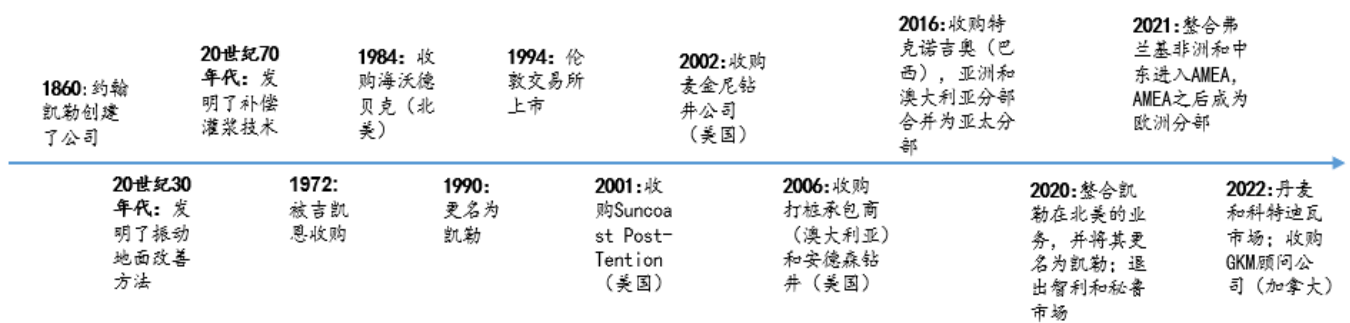 1860:约翰
凯勒创建
了公司
20世纪70
年代：发
明了补偿
灌浆技术
1984：收
购海沃德
贝克（北
美）
1994：伦
敦交易所
上市
2002:收购
麦金尼钻
井公司
（美国）
2016:收购特
克诺吉奥（巴
西），亚洲和
澳大利亚分部
合并为亚太分
部
2021:整合弗
兰基非洲和中
东进入AMEA,
AMEA之后成为
欧洲分部
20世纪30
年代：发
明了振动
地面改善
方法
1972:
被吉凯
恩收购
1990:
更名为
凯勒
2001:收
购Suncoa
st Post-
Tention
（美国）
2006:收购
打桩承包商
（澳大利亚）
和安德森钻
井（美国）
2020:整合凯
勒在北美的业
务，并将其更
名为凯勒；退
出智利和秘鲁
市场
2022:丹麦
和科特迪瓦
市场；收购
GKM顾问公
司（加拿大）